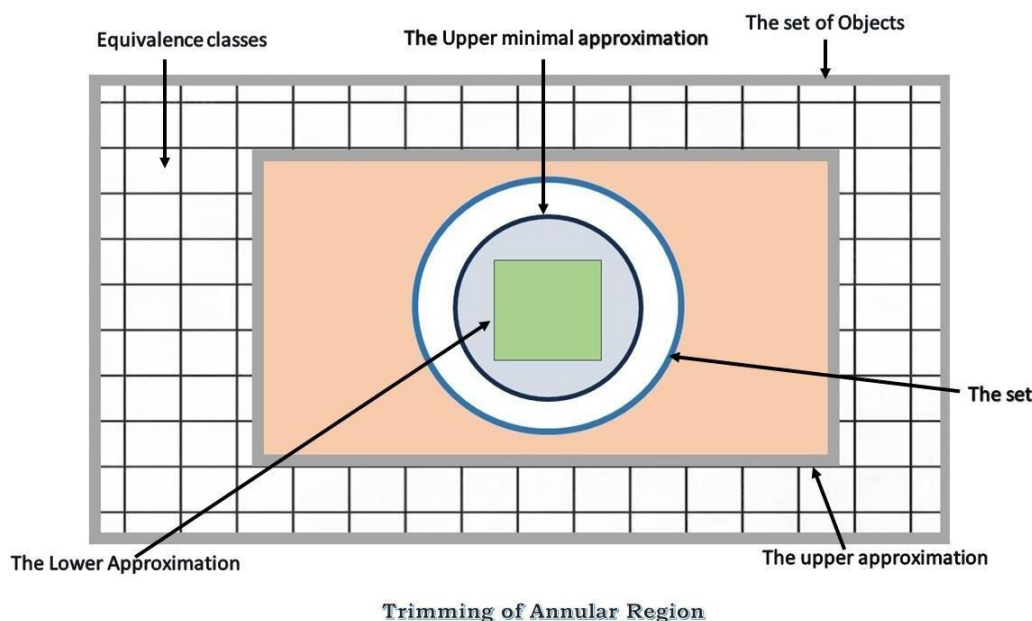 The set of Objects
Equivalence classes
The Upper minimal approximation
The set
The Lower Approximation
The upper approximation
Trimming of Annular Region